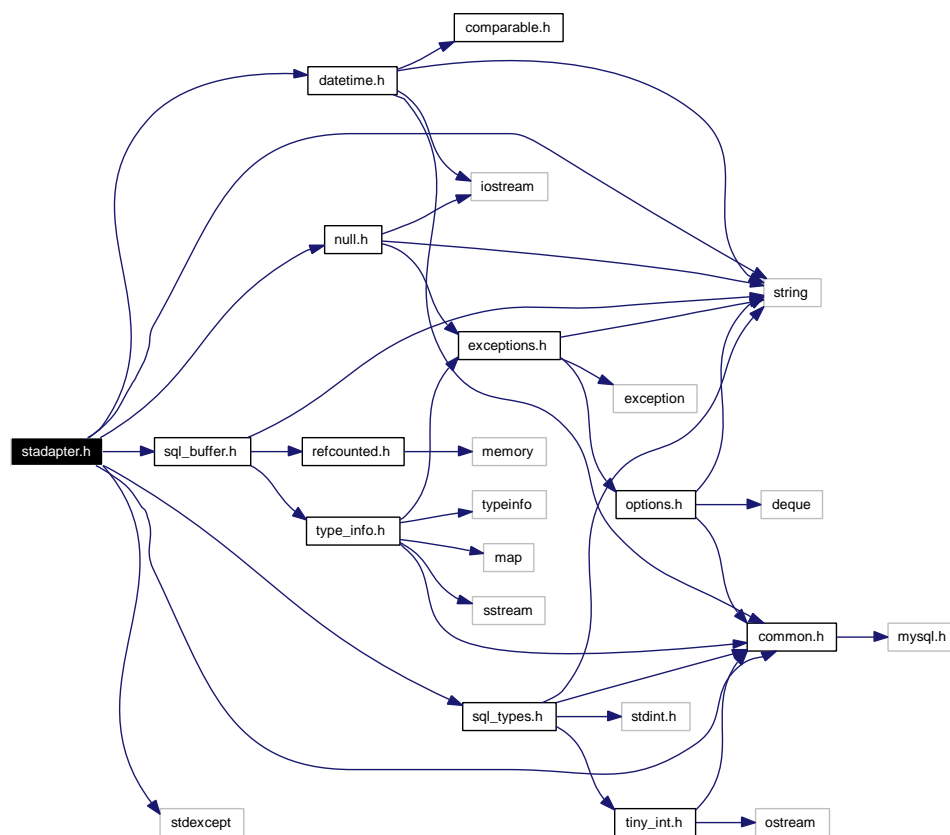 comparable.h
datetime.h
iostream
null.h
string
exceptions.h
exception
stadapter.h
sql_buffer.h
refcounted.h
memory
typeinfo
options.h
deque
type_info.h
map
sstream
common.h
mysql.h
sql_types.h
stdint.h
stdexcept
tiny_int.h
ostream